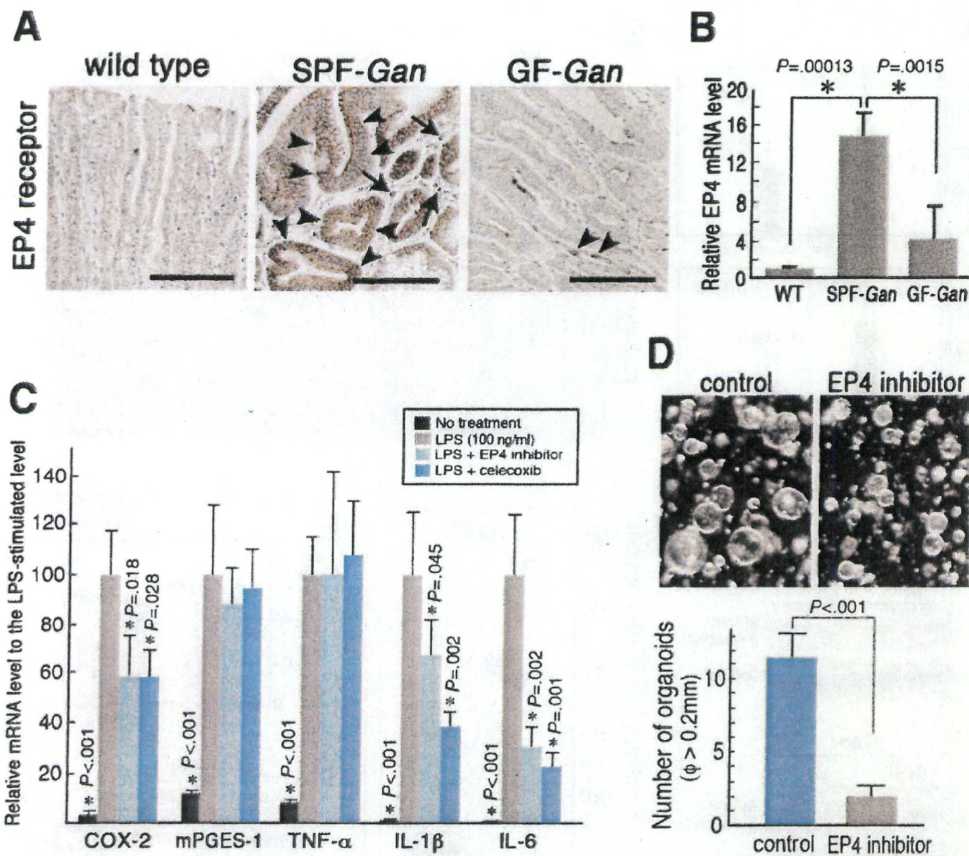 A
wild type
SPF-Gan
GF-Gan
EP4 receptor
B
P=.00013
P=.0015
*
*
Relative EP4 mRNA level
20
16
12
8
4
0
WT
SPF-Gan
GF-Gan
C
No treatment
LPS (100 ng/ml)
LPS + EP4 inhibitor
LPS + celecoxib
Relative mRNA level to the LPS-stimulated level
140
120
100
80
60
40
20
* P<.001
* P=.018
* P=.028
* P<.001
* P<.001
* P<.001
* P=.045
* P=.002
* P<.001
* P=.002
* P=.001
COX-2
mPGES-1
TNF-α
IL-1β
IL-6
D
control
EP4 inhibitor
P<.001
Number of organoids
(ϕ > 0.2mm)
10
5
0
control
EP4 inhibitor